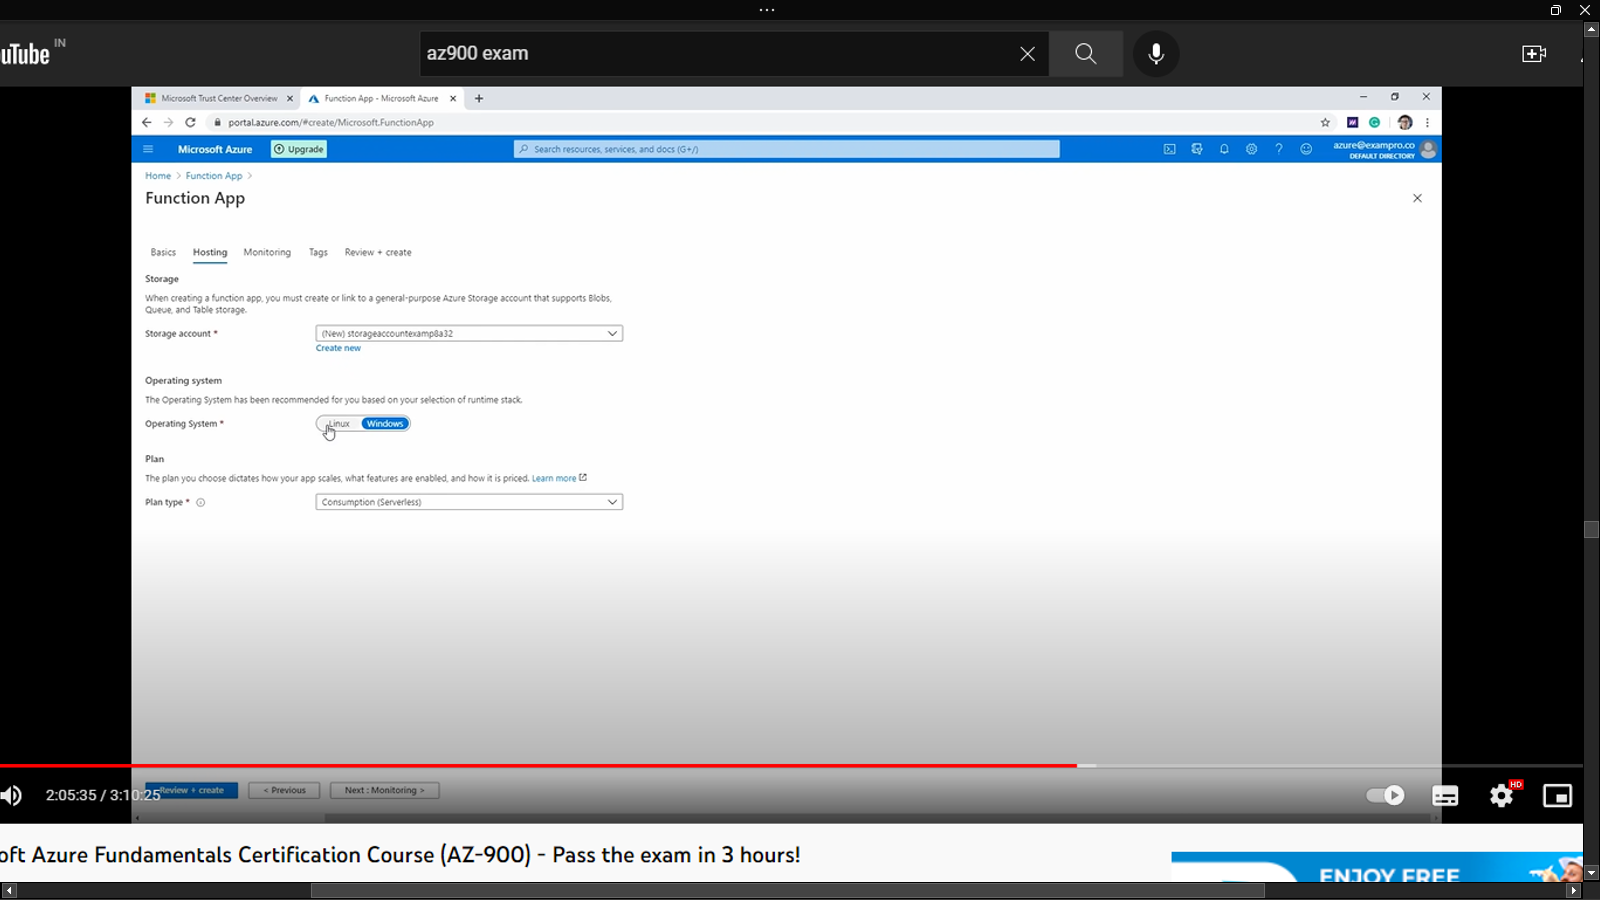 uTube IN
az900 exam
Microsoft Trust Center Overview
Function App - Microsoft Azure
portal.azure.com/#create/Microsoft.FunctionApp
Microsoft Azure
Upgrade
Search resources, services, and docs (G+/)
azure@exampro.co
DEFAULT DIRECTORY
Home > Function App >
Function App
Basics
Hosting
Monitoring
Tags
Review + create
Storage
When creating a function app, you must create or link to a general-purpose Azure Storage account that supports Blobs,
Queue, and Table storage.
Storage account *
(New) storageaccountexamp8a32
Create new
Operating system
The Operating System has been recommended for you based on your selection of runtime stack.
Operating System *
Linux
Windows
Plan
The plan you choose dictates how your app scales, what features are enabled, and how it is priced. Learn more
Plan type *
Consumption (Serverless)
2:05:35 / 3:10:25
Review + create
< Previous
Next : Monitoring >
HD
oft Azure Fundamentals Certification Course (AZ-900) - Pass the exam in 3 hours!
ENJOY FREE